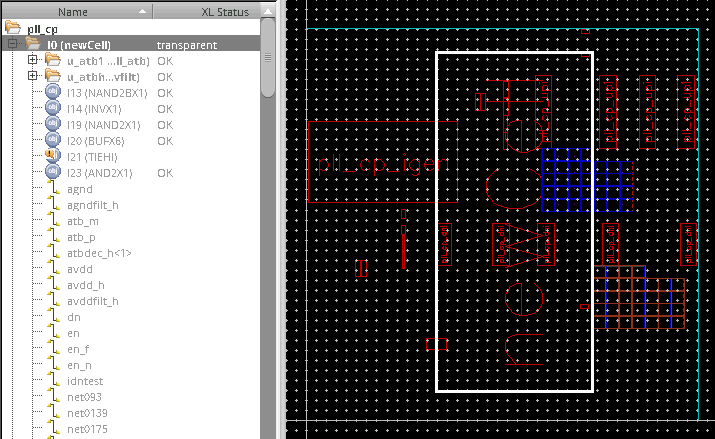 Name XL Status
pll_cp
I0 (newCell) transparent
u_atb1 ...ll_atb) OK
u_atbi...vfilt) OK
I13 (NAND2BX1) OK
I14 (INVX1) OK
I19 (NAND2X1) OK
I20 (BUFX6) OK
I21 (TIEHI)
I23 (AND2X1) OK
agnd
agndfilt_h
atb_m
atb_p
atbdec_h<1>
avdd
avdd_h
avddfilt_h
dn
en
en_f
en_n
idntest
net093
net0139
net0175